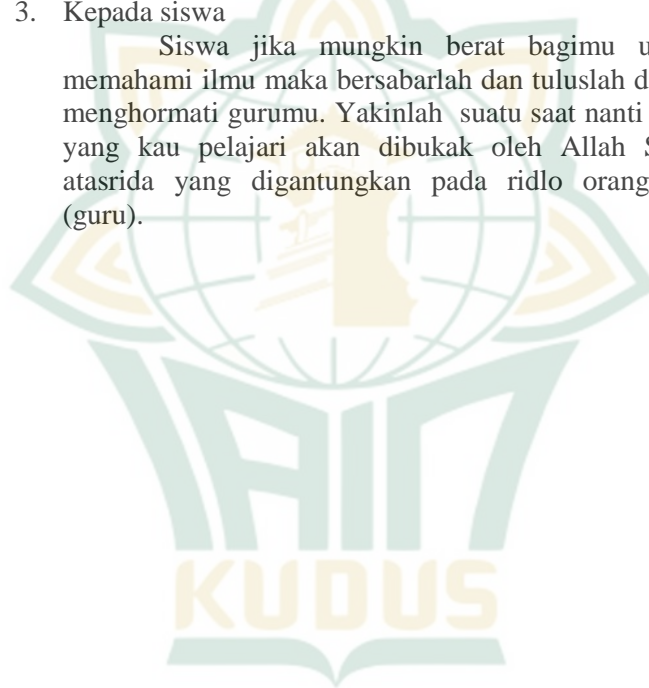 3. Kepada siswa
Siswa jika mungkin berat bagimu u
memahami ilmu maka bersabarlah dan tuluslah d
menghormati gurumu. Yakinlah suatu saat nanti
yang kau pelajari akan dibukak oleh Allah S
atasrida yang digantungkan pada ridlo orang
(guru).
IAIN
KUDUS